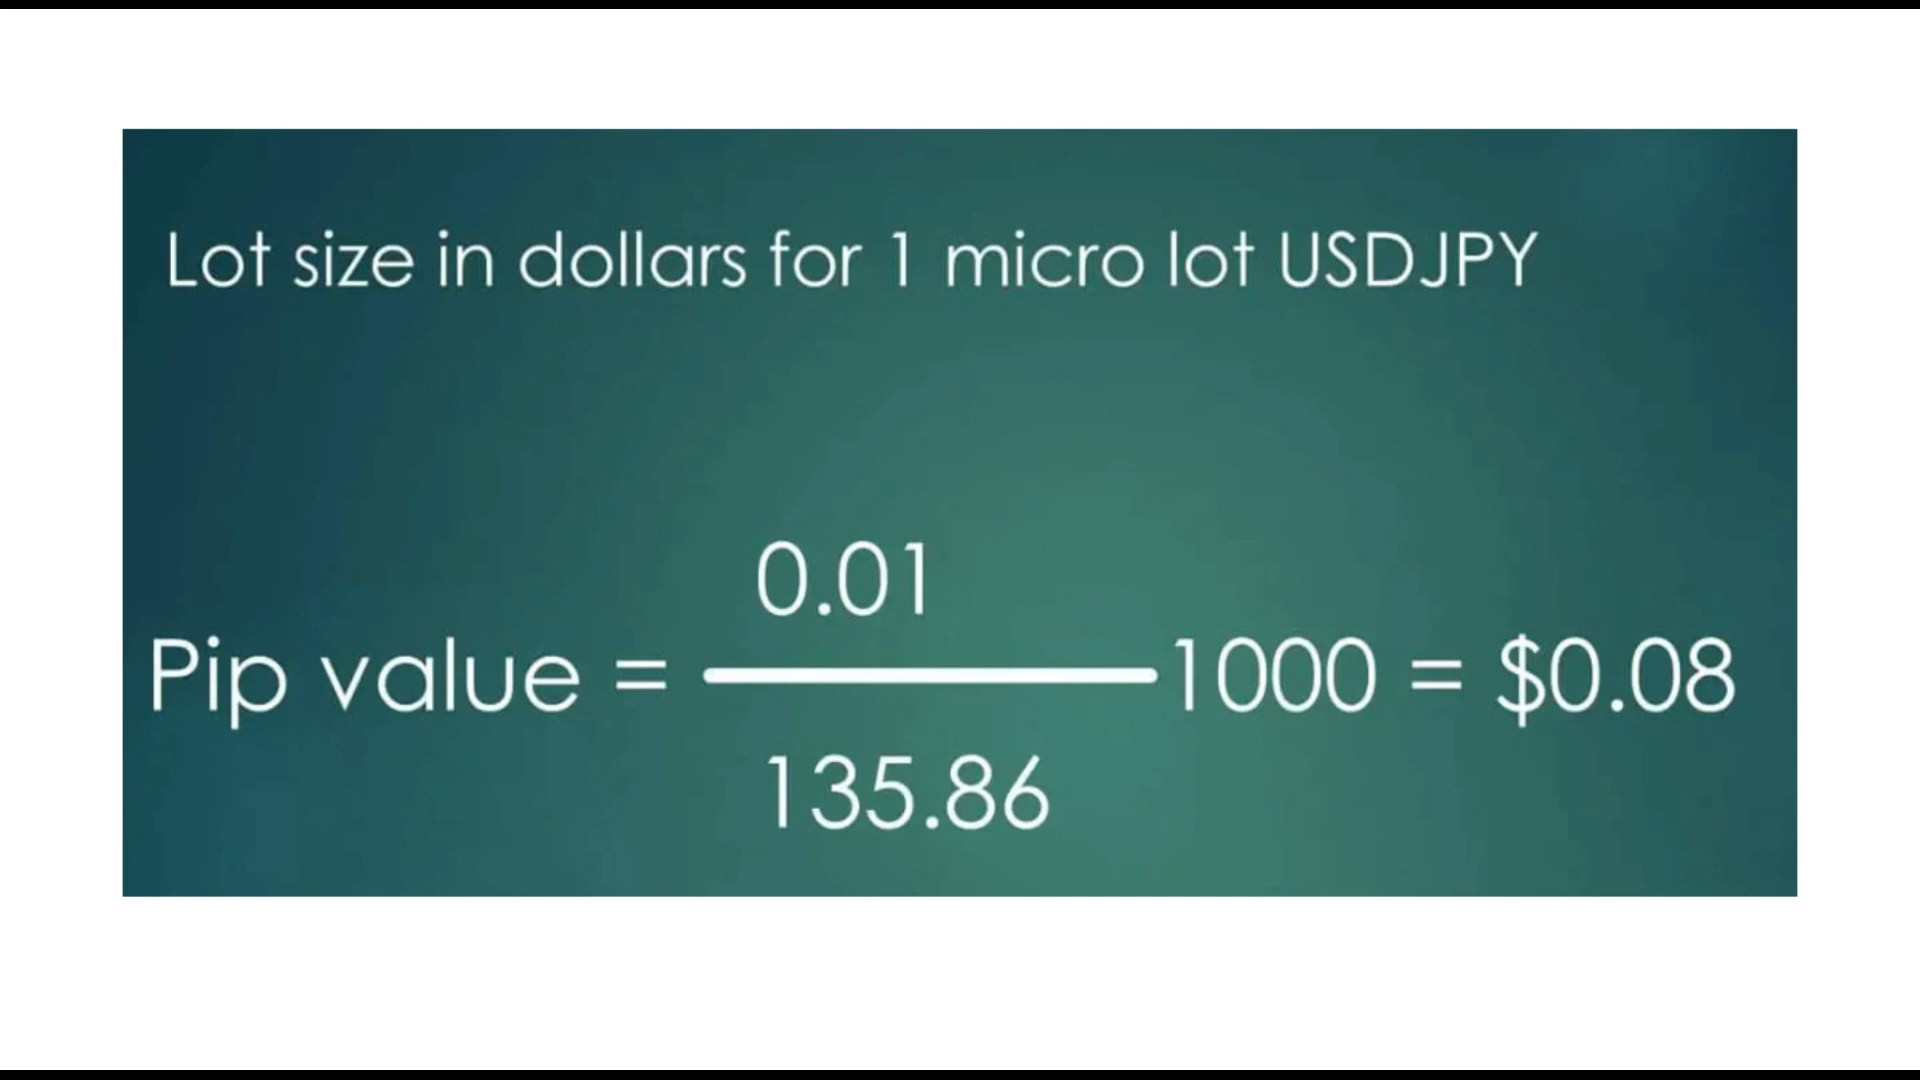 Lot size in dollars for 1 micro lot USDJPY
0.01
Pip value = 1000 = $0.08
135.86